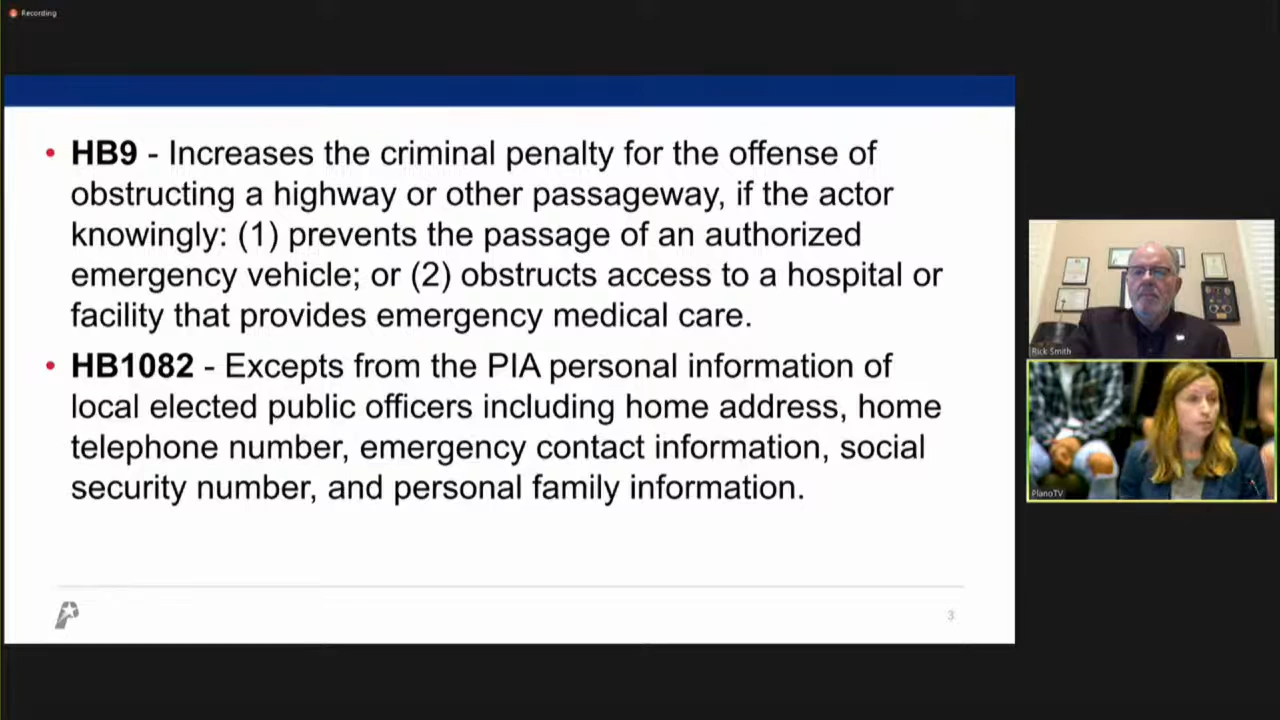 Recording
• HB9 - Increases the criminal penalty for the offense of
obstructing a highway or other passageway, if the actor
knowingly: (1) prevents the passage of an authorized
emergency vehicle; or (2) obstructs access to a hospital or
facility that provides emergency medical care.
• HB1082 - Excepts from the PIA personal information of
local elected public officers including home address, home
telephone number, emergency contact information, social
security number, and personal family information.
3
Rick Smith
PlanoTV